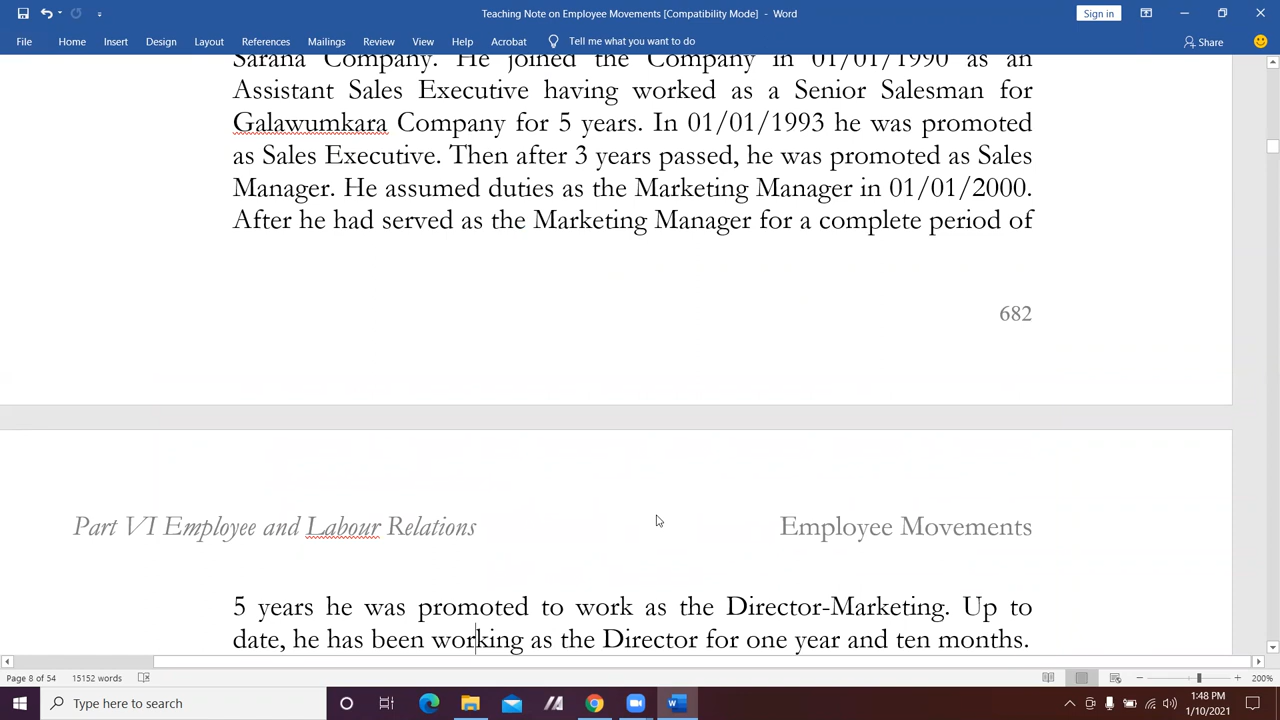 Teaching Note on Employee Movements [Compatibility Mode] - Word
Sign in
File Home Insert Design Layout References Mailings Review View Help Acrobat Tell me what you want to do Share
Sarana Company. He joined the Company in 01/01/1990 as an
Assistant Sales Executive having worked as a Senior Salesman for
Galawumkara Company for 5 years. In 01/01/1993 he was promoted
as Sales Executive. Then after 3 years passed, he was promoted as Sales
Manager. He assumed duties as the Marketing Manager in 01/01/2000.
After he had served as the Marketing Manager for a complete period of
682
Part VI Employee and Labour Relations Employee Movements
5 years he was promoted to work as the Director-Marketing. Up to
date, he has been working as the Director for one year and ten months.
Page 8 of 54 15152 words 200%
Type here to search
1:48 PM
1/10/2021